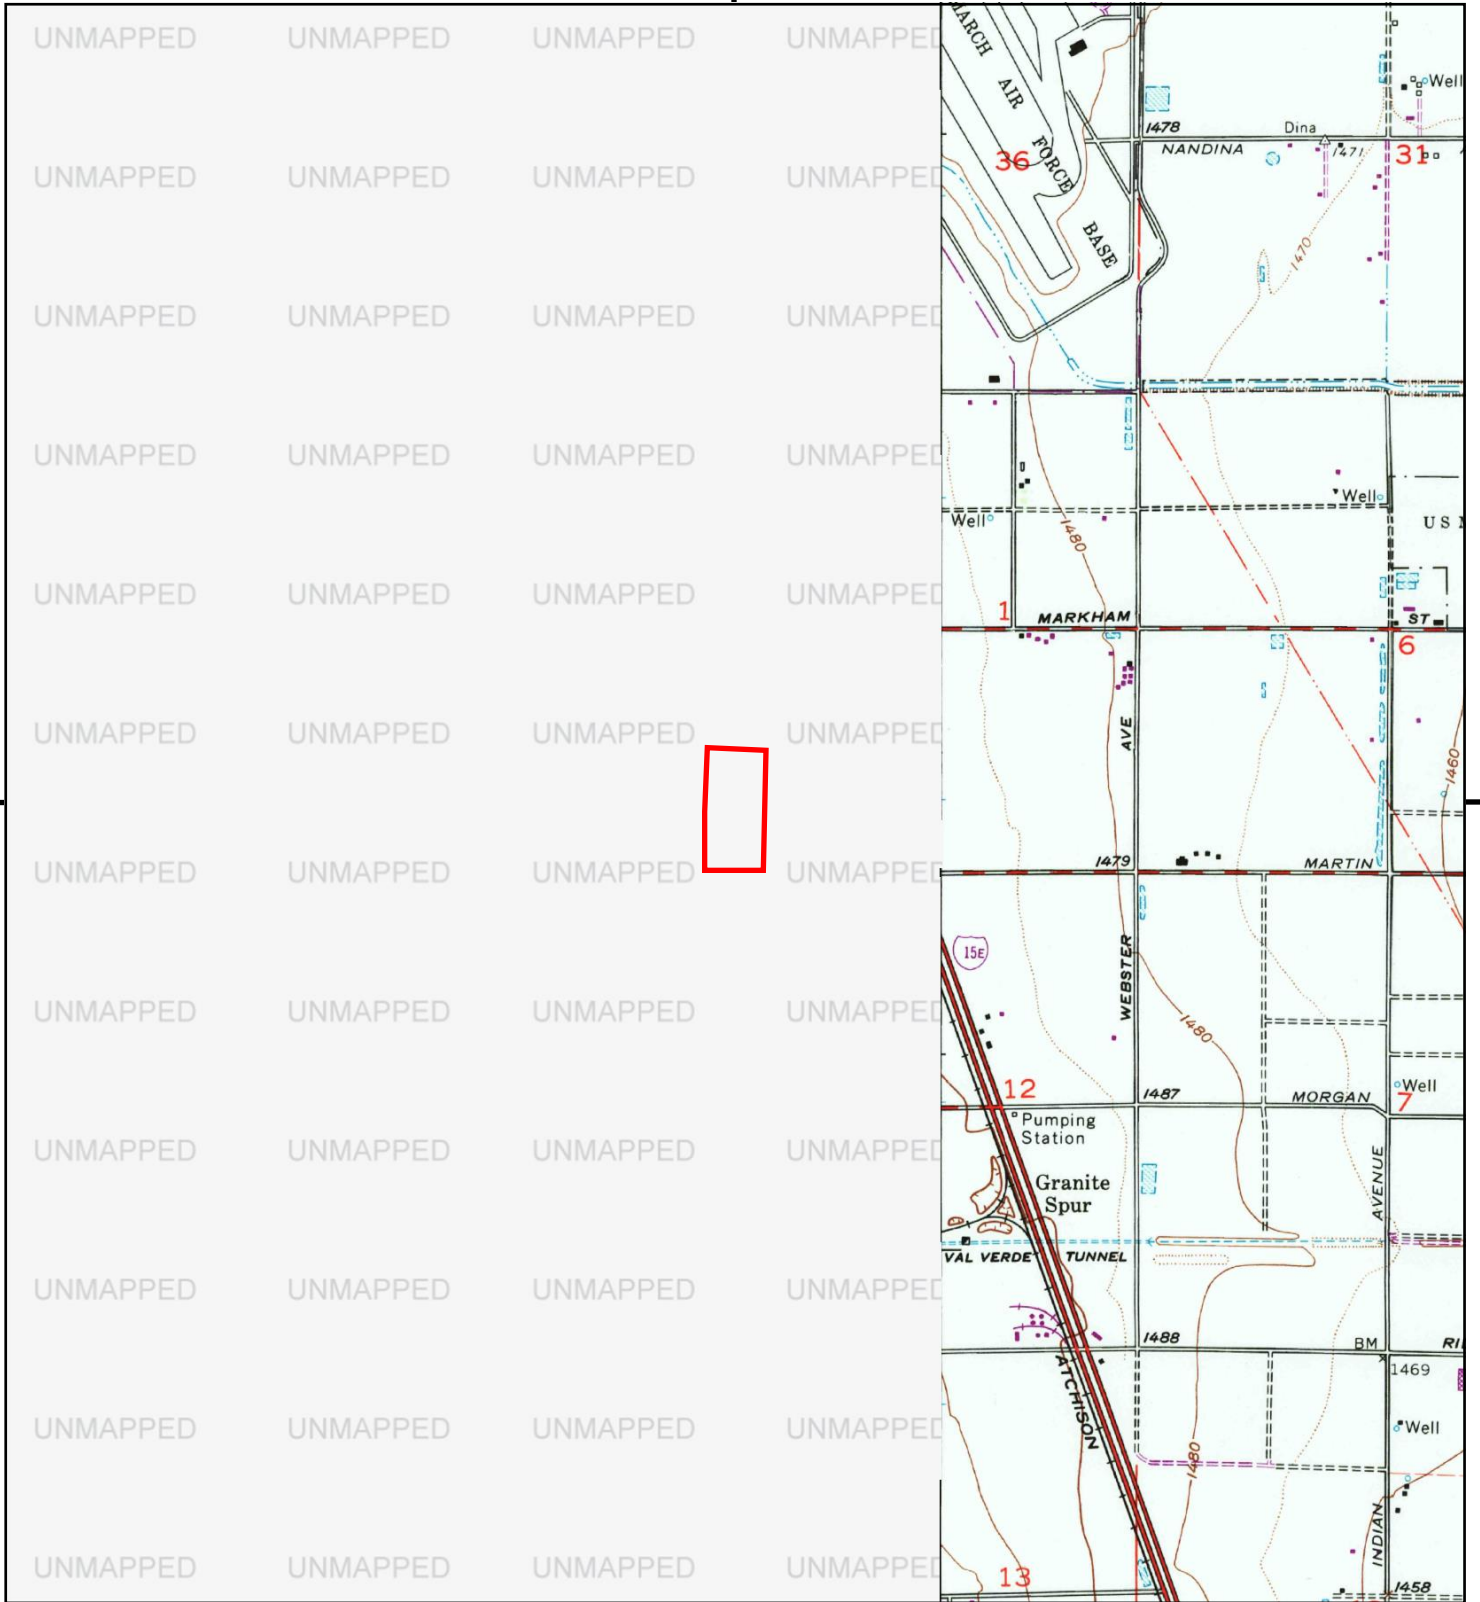 UNMAPPED UNMAPPED UNMAPPED UNMAPPED
MARCH AIR FORCE BASE
Well
1478
Dina
NANDINA
1471
36
31
UNMAPPED UNMAPPED UNMAPPED UNMAPPED
1470
UNMAPPED UNMAPPED UNMAPPED UNMAPPED
UNMAPPED UNMAPPED UNMAPPED UNMAPPED
Well
Well
US
1480
UNMAPPED UNMAPPED UNMAPPED UNMAPPED
1
MARKHAM
ST
6
UNMAPPED UNMAPPED UNMAPPED UNMAPPED
AVE
1460
1479
MARTIN
UNMAPPED UNMAPPED UNMAPPED UNMAPPED
15E
WEBSTER
UNMAPPED UNMAPPED UNMAPPED UNMAPPED
1480
12
1487
MORGAN
Well
7
Pumping
Station
UNMAPPED UNMAPPED UNMAPPED UNMAPPED
Granite
Spur
AVENUE
VAL VERDE TUNNEL
UNMAPPED UNMAPPED UNMAPPED UNMAPPED
1488
BM
1469
ATCHISON
UNMAPPED UNMAPPED UNMAPPED UNMAPPED
Well
1480
INDIAN
UNMAPPED UNMAPPED UNMAPPED UNMAPPED
13
1458